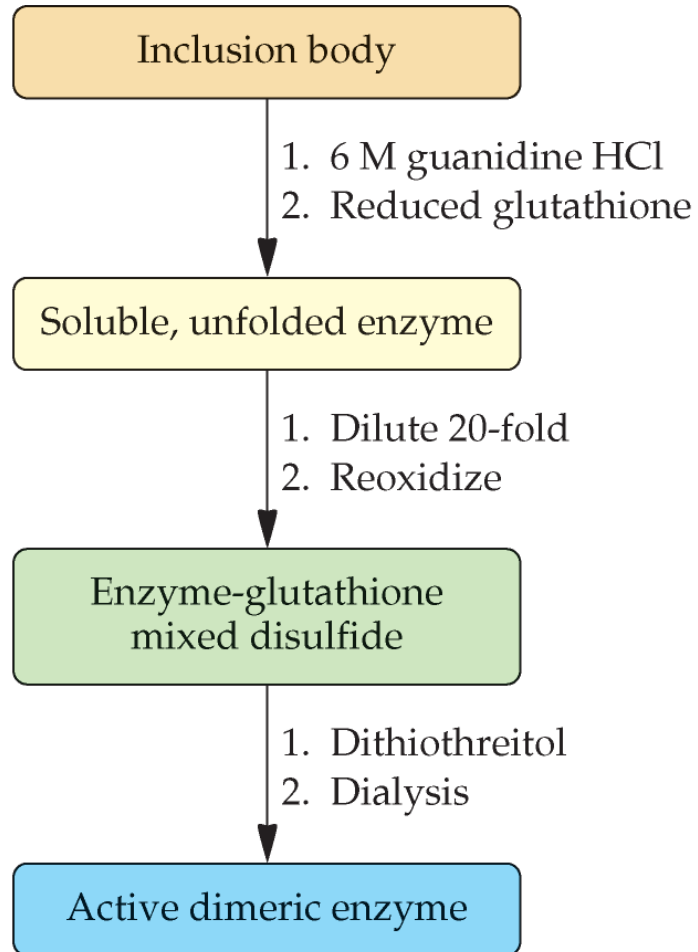 Inclusion body
1. 6 M guanidine HCl
2. Reduced glutathione
Soluble, unfolded enzyme
1. Dilute 20-fold
2. Reoxidize
Enzyme-glutathione
mixed disulfide
1. Dithiothreitol
2. Dialysis
Active dimeric enzyme